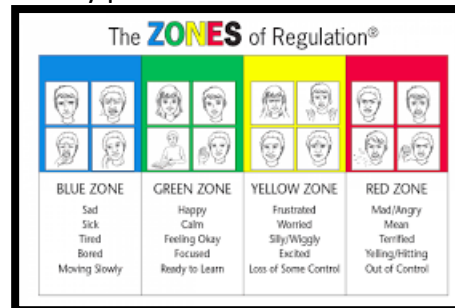 The ZONES of Regulation®
BLUE ZONE
Sad
Sick
Tired
Bored
Moving Slowly
GREEN ZONE
Happy
Calm
Feeling Okay
Focused
Ready to Learn
YELLOW ZONE
Frustrated
Worried
Silly/Wiggly
Excited
Loss of Some Control
RED ZONE
Mad/Angry
Mean
Terrified
Yelling/Hitting
Out of Control